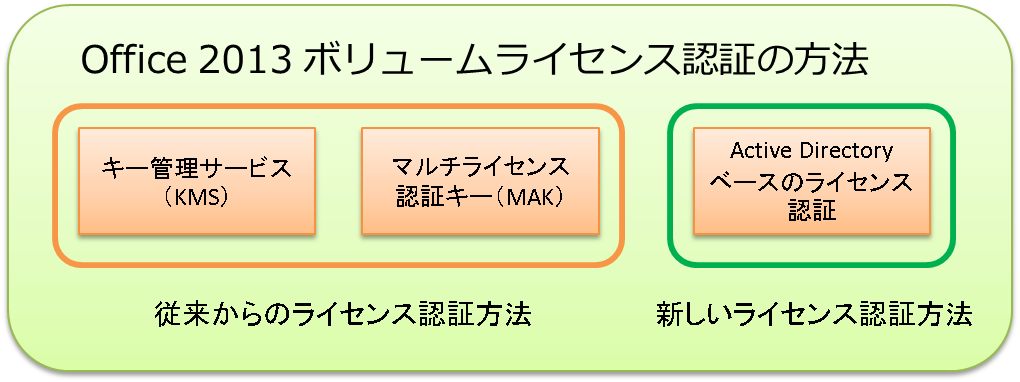 Office 2013 ボリュームライセンス認証の方法
キー管理サービス
（KMS）
マルチライセンス
認証キー（MAK）
Active Directory
ベースのライセンス
認証
従来からのライセンス認証方法
新しいライセンス認証方法